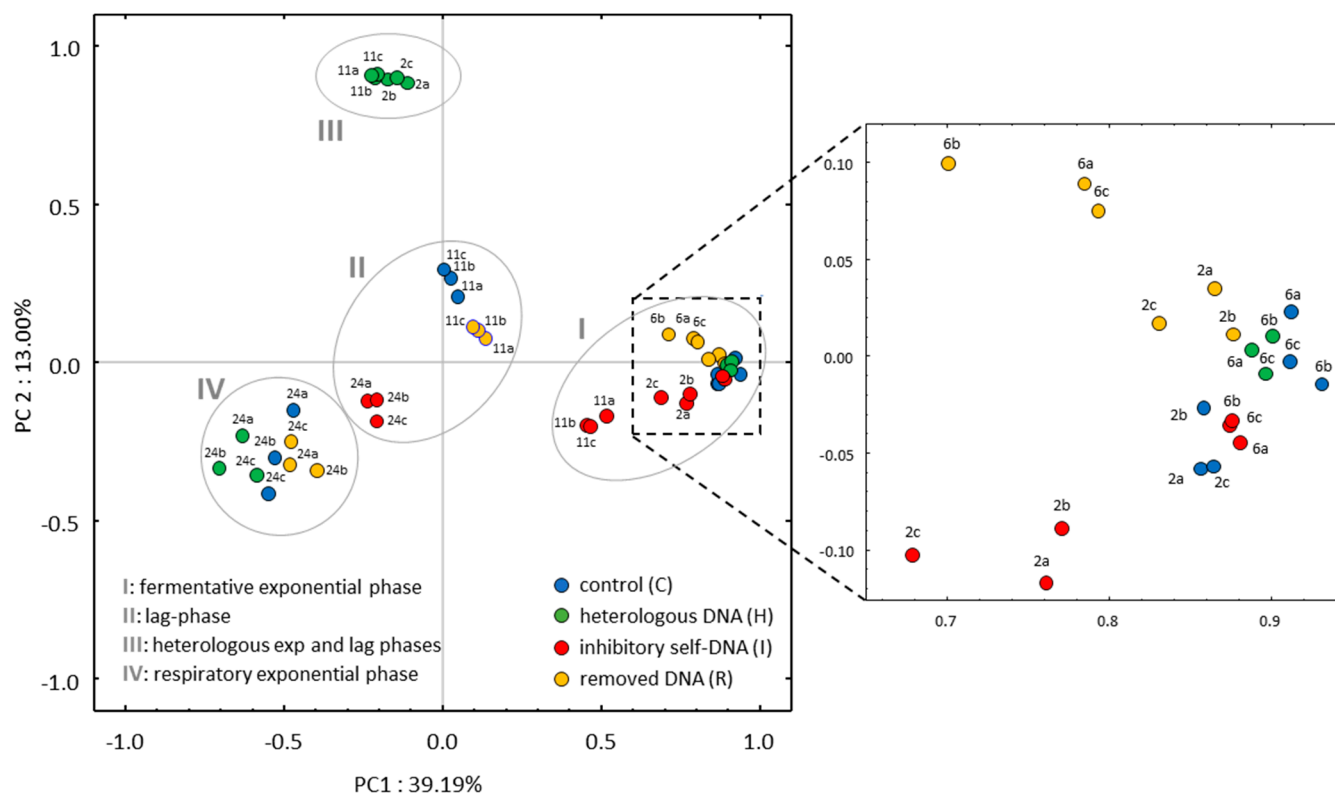 1.0
0.5
0.0
-0.5
-1.0
PC 2 : 13.00%
11c
11a
2c
2a
11b
2b
III
II
11c
11b
11a
11c
11b
11a
I
6b
6a
6c
2c
2b
2a
11a
11b
11c
24a
24b
24c
IV
24a
24a
24c
24b
24a
24b
24c
24b
24c
I: fermentative exponential phase
II: lag-phase
III: heterologous exp and lag phases
IV: respiratory exponential phase
control (C)
heterologous DNA (H)
inhibitory self-DNA (I)
removed DNA (R)
-1.0
-0.5
0.0
0.5
1.0
PC1 : 39.19%
0.10
0.05
0.00
-0.05
-0.10
6b
6a
6c
2a
2c
2b
6a
6b
6c
6a
6c
6b
2b
6b
6c
6a
2a
2c
2b
2c
2a
0.7
0.8
0.9